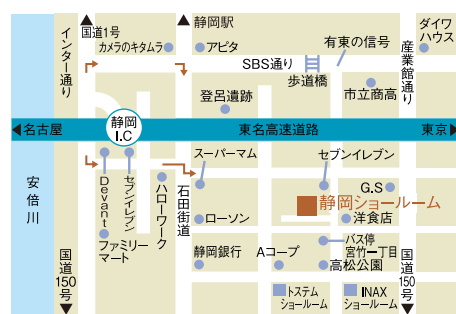 国道1号
静岡駅
インター通り
カメラのキタムラ
アピタ
SBS通り
歩道橋
有東の信号
ダイワ
ハウス
産業館通り
市立商高
登呂遺跡
静岡
I.C
名古屋
東名高速道路
東京
安倍川
Devant
セブンイレブン
ファミリー
マート
ハローワーク
石田街道
スーパーマム
セブンイレブン
G.S
静岡ショールーム
洋食店
ローソン
バス停
宮竹一丁目
静岡銀行
Aコープ
高松公園
国道150号
トステム
ショールーム
INAX
ショールーム
国道150号